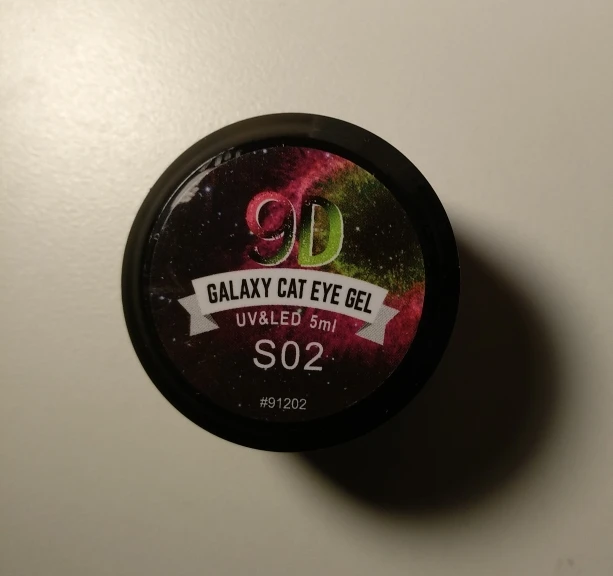 9D
GALAXY CAT EYE GEL
UV&LED 5ml
S02
#91202